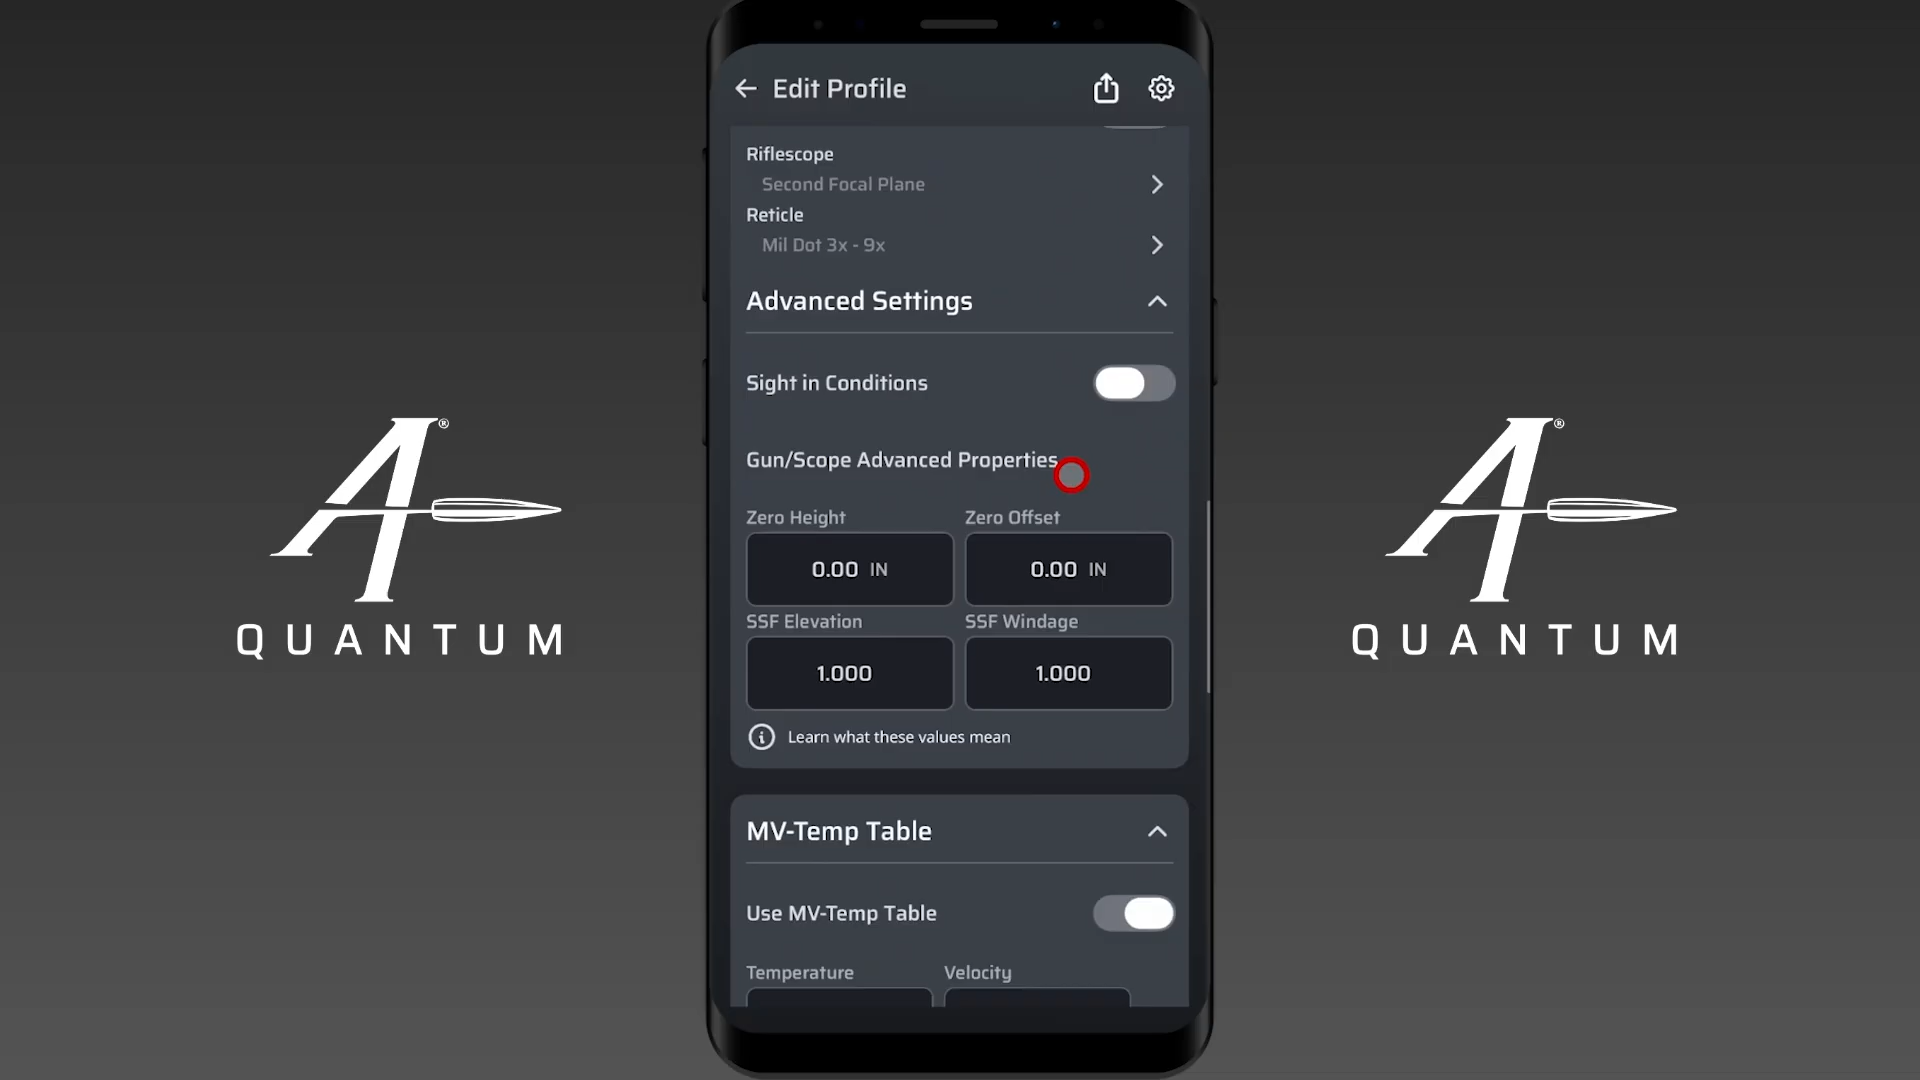 Edit Profile
Riflescope
Second Focal Plane
Reticle
Mil Dot 3x - 9x
Advanced Settings
Sight in Conditions
Gun/Scope Advanced Properties
Zero Height Zero Offset
0.00 IN 0.00 IN
SSF Elevation SSF Windage
1.000 1.000
Learn what these values mean
MV-Temp Table
Use MV-Temp Table
Temperature Velocity
A®
QUANTUM
A®
QUANTUM